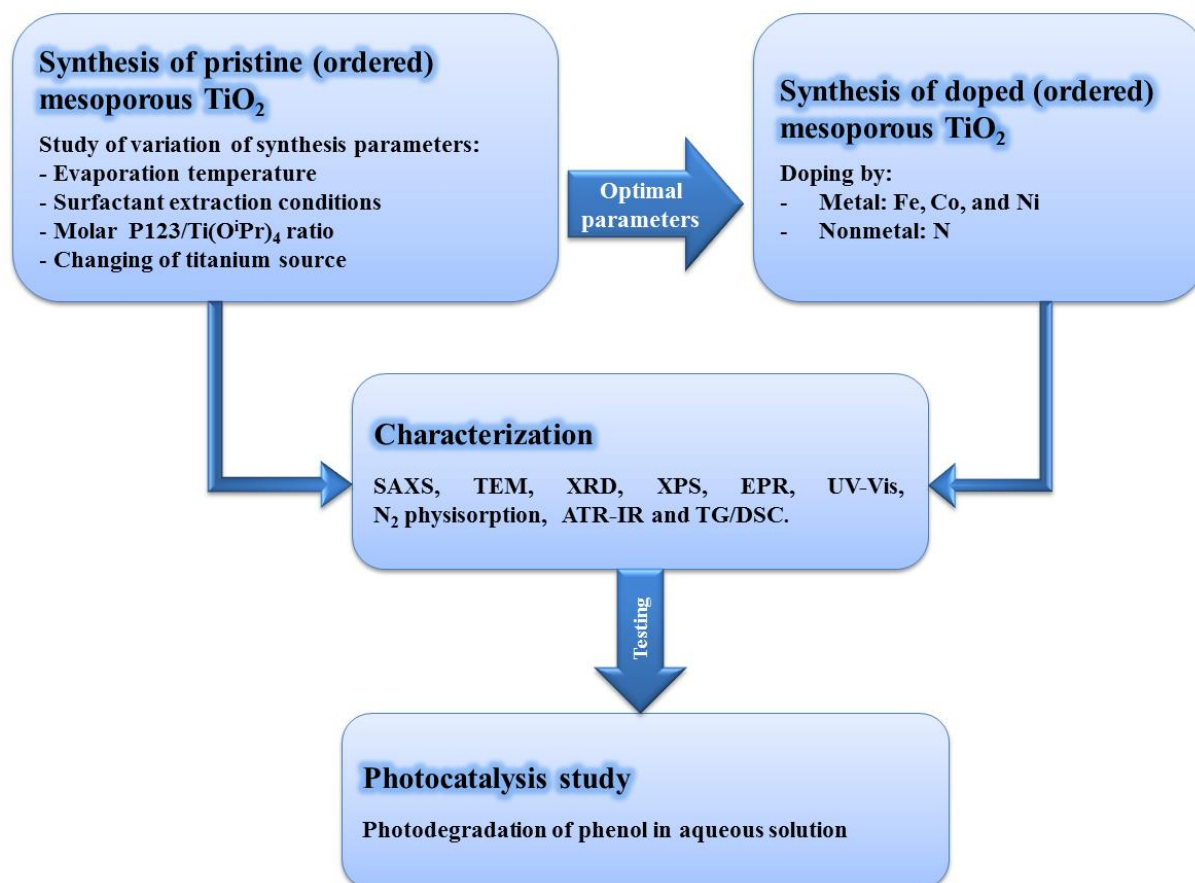 Synthesis of pristine (ordered)
mesoporous TiO₂
Study of variation of synthesis parameters:
- Evaporation temperature
- Surfactant extraction conditions
- Molar P123/Ti(OⁱPr)₄ ratio
- Changing of titanium source
Optimal
parameters
Synthesis of doped (ordered)
mesoporous TiO₂
Doping by:
- Metal: Fe, Co, and Ni
- Nonmetal: N
Characterization
SAXS, TEM, XRD, XPS, EPR, UV-Vis,
N₂ physisorption, ATR-IR and TG/DSC.
Testing
Photocatalysis study
Photodegradation of phenol in aqueous solution